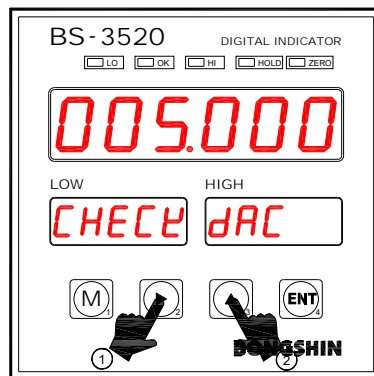 BS-3520 DIGITAL INDICATOR
LO OK HI HOLD ZERO
005.000
LOW HIGH
CHECK dAC
M 1 2 3 ENT 4
DONGSHIN
1 2